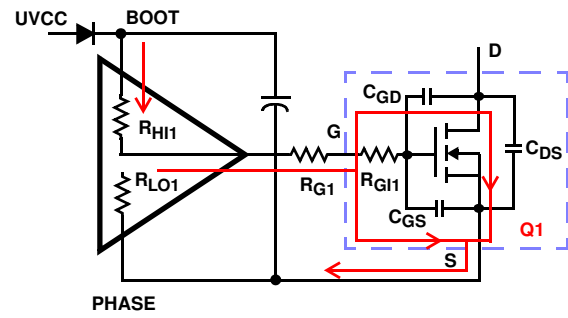 UVCC
BOOT
D
CGD
RHI1
G
CDS
RLO1
RG1
RGI1
CGS
Q1
S
PHASE